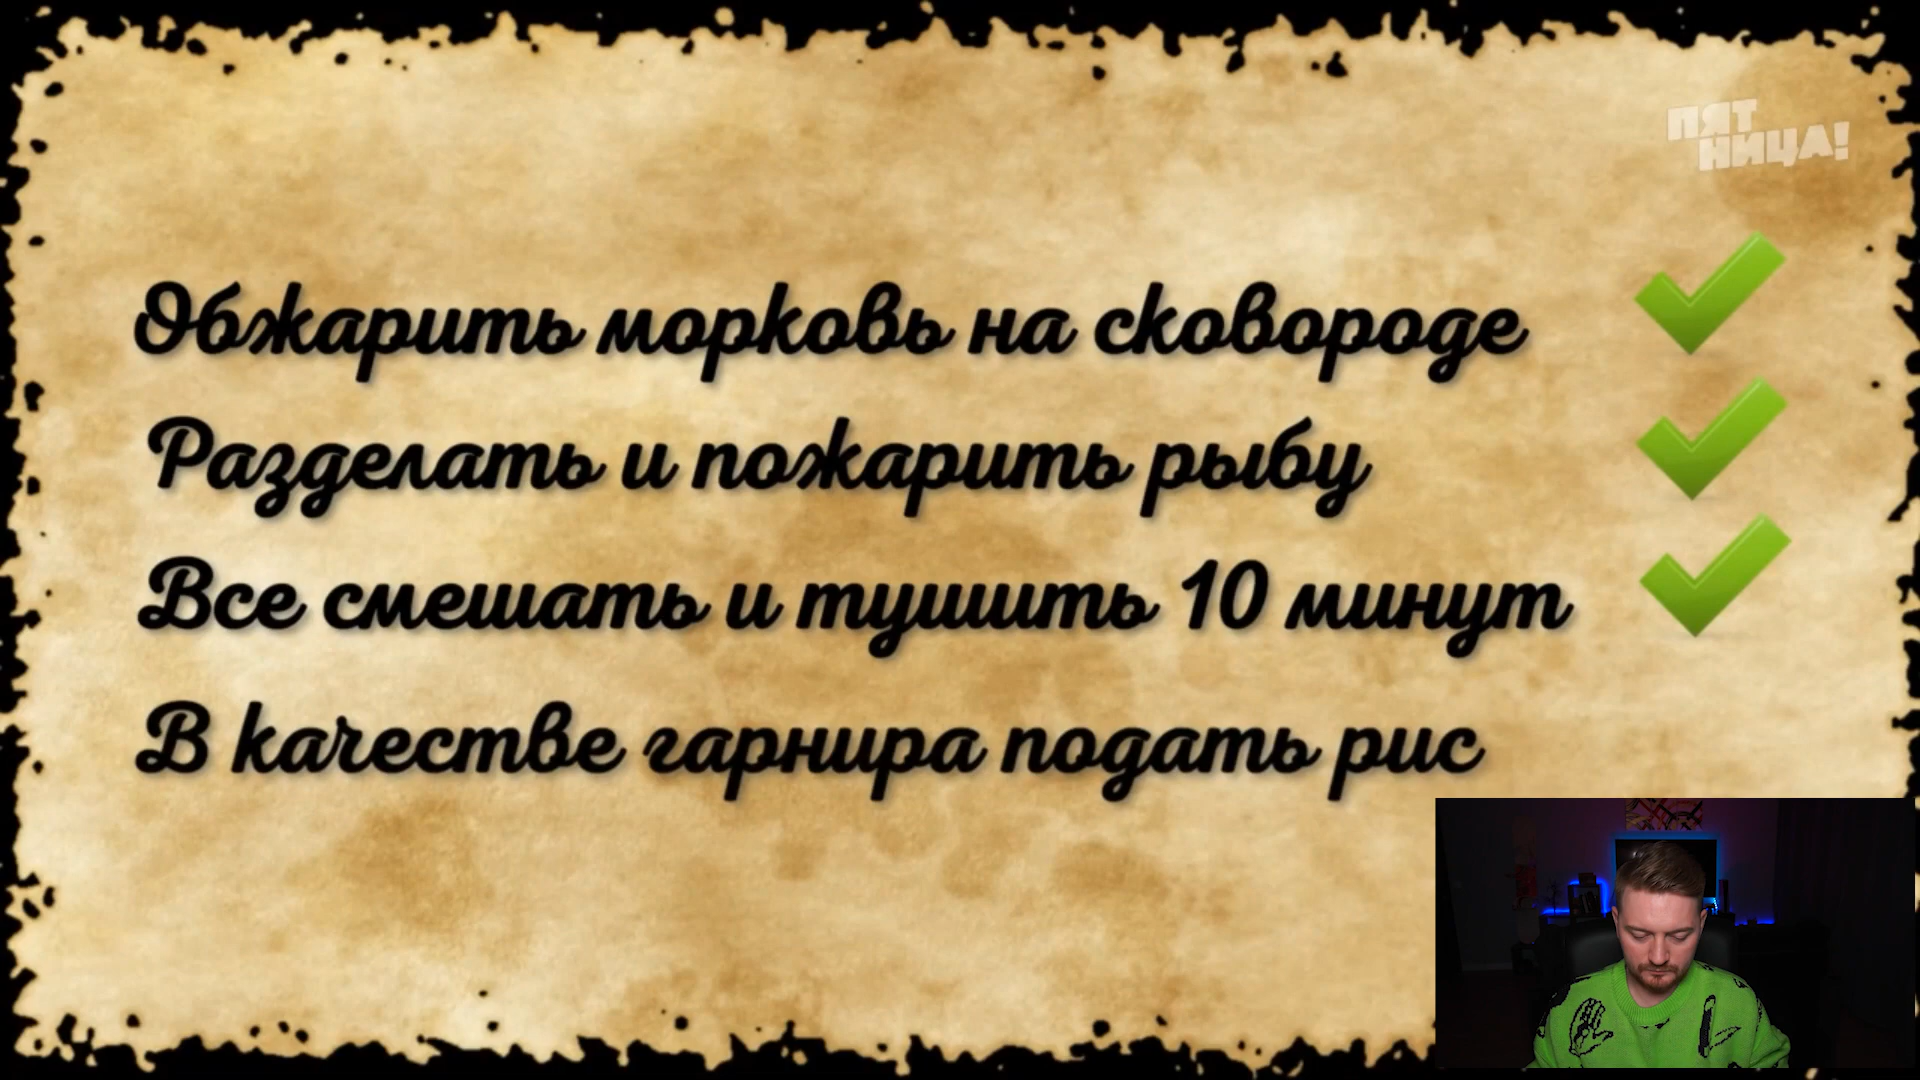 ПЯТ
НИЦА!
Обжарить морковь на сковороде
Разделать и пожарить рыбу
Все смешать и тушить 10 минут
В качестве гарнира подать рис